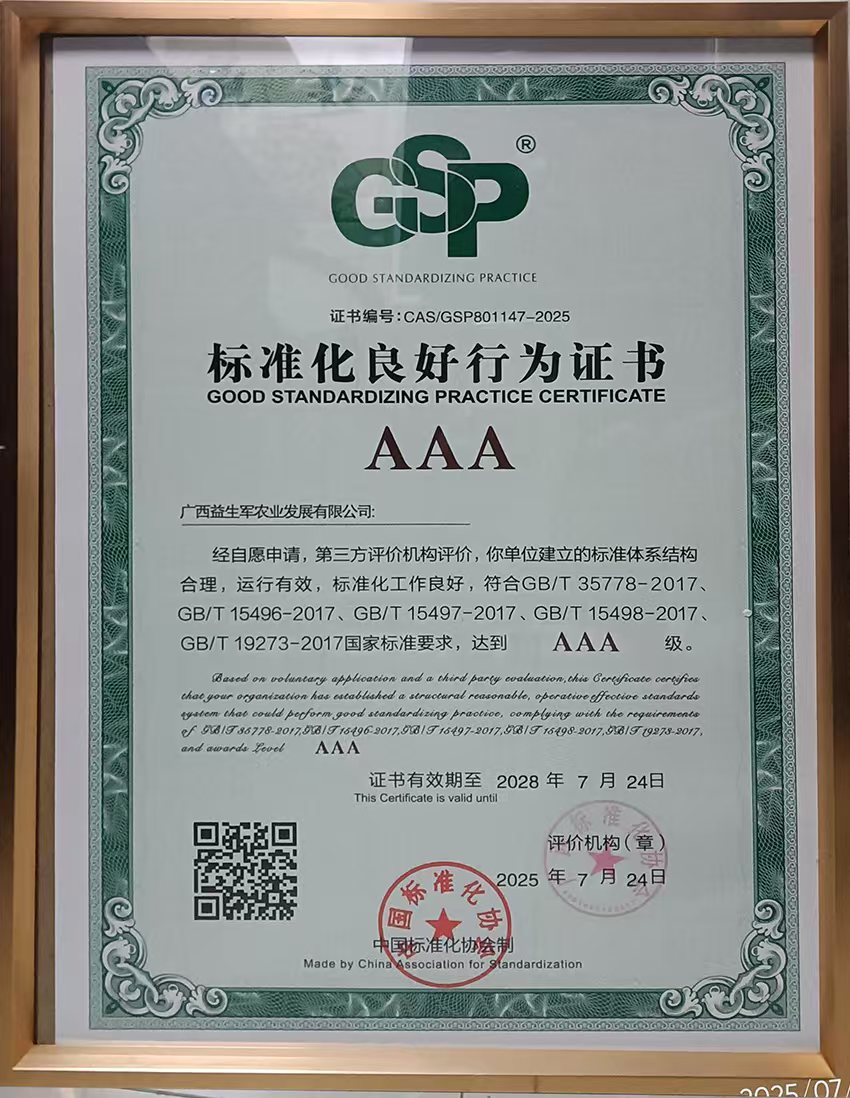 GSP®
GOOD STANDARDIZING PRACTICE
证书编号:CAS/GSP801147-2025
标准化良好行为证书
GOOD STANDARDIZING PRACTICE CERTIFICATE
AAA
广西益生军农业发展有限公司:
经自愿申请，第三方评价机构评价，你单位建立的标准体系结构
合理，运行有效，标准化工作良好，符合GB/T 35778-2017、
GB/T 15496-2017、GB/T 15497-2017、GB/T 15498-2017、
GB/T 19273-2017国家标准要求，达到 AAA 级。
Based on voluntary application and a third party evaluation,this Certificate certifies
that your organization has established a structural reasonable, operative effective standards
system that could perform good standardizing practice, complying with the requirements
of GB/T 35778-2017,GB/T 15496-2017,GB/T 15497-2017,GB/T 15498-2017,GB/T 19273-2017,
and awards Level AAA
证书有效期至 2028 年 7 月 24日
This Certificate is valid until
评价机构（章）
2025 年 7 月 24日
中国标准化协会
中国标准化协会制
Made by China Association for Standardization
2025/07/